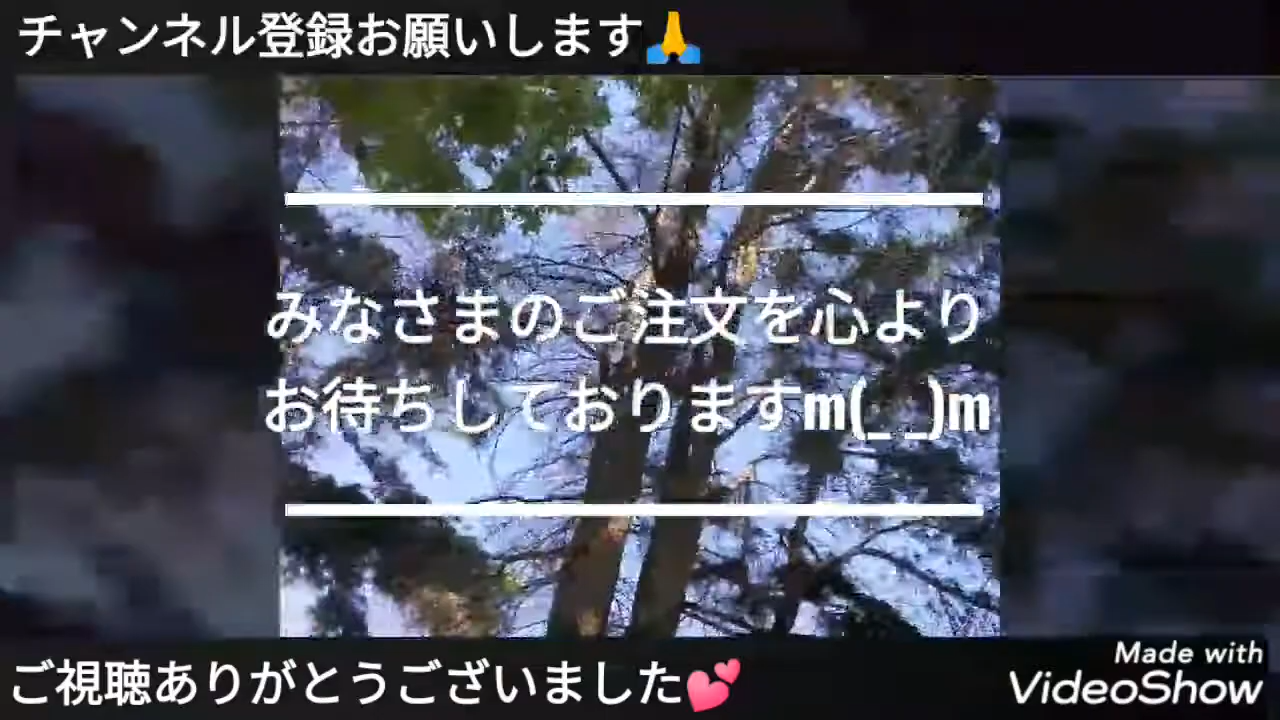 チャンネル登録お願いします🙏
みなさまのご注文を心より
お待ちしておりますm(_ _)m
ご視聴ありがとうございました💕
Made with
VideoShow